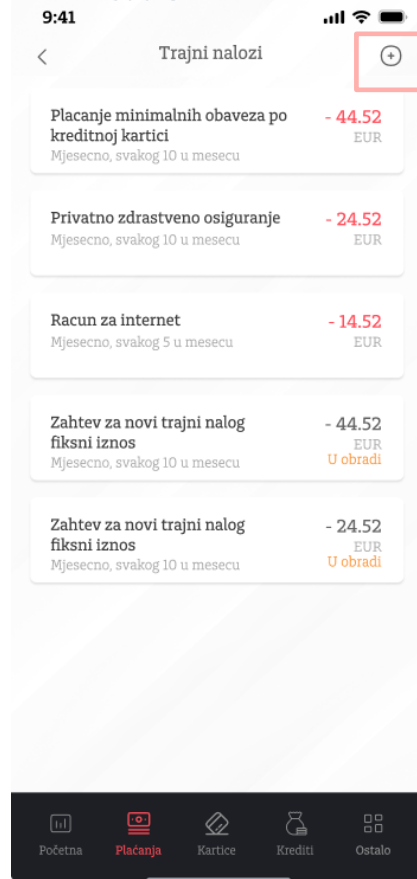 9:41
Trajni nalozi
Placanje minimalnih obaveza po
kreditnoj kartici
Mjesecno, svakog 10 u mesecu
- 44.52
EUR
Privatno zdrastveno osiguranje
Mjesecno, svakog 10 u mesecu
- 24.52
EUR
Racun za internet
Mjesecno, svakog 5 u mesecu
- 14.52
EUR
Zahtev za novi trajni nalog
fiksni iznos
Mjesecno, svakog 10 u mesecu
- 44.52
EUR
U obradi
Zahtev za novi trajni nalog
fiksni iznos
Mjesecno, svakog 10 u mesecu
- 24.52
EUR
U obradi
Početna Plaćanja Kartice Krediti Ostalo